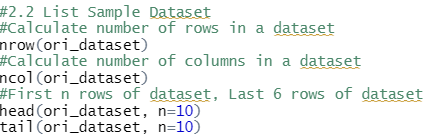 #2.2 List Sample Dataset
#Calculate number of rows in a dataset
nrow(ori_dataset)
#Calculate number of columns in a dataset
ncol(ori_dataset)
#First n rows of dataset, Last 6 rows of dataset
head(ori_dataset, n=10)
tail(ori_dataset, n=10)